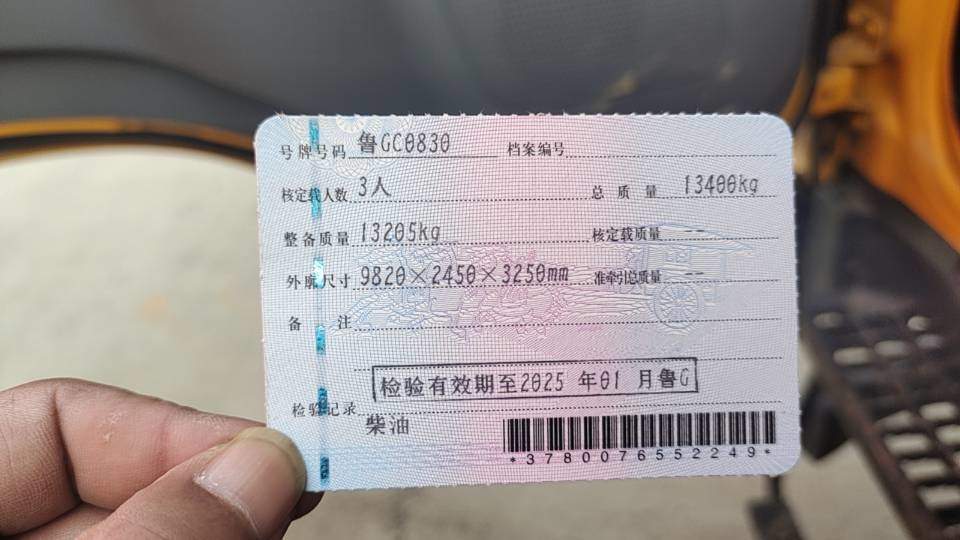 号牌号码 鲁GC0830 档案编号
核定载人数 3人 总质量 13400kg
整备质量 13205kg 核定载质量 --
外廓尺寸 9820×2450×3250mm 准牵引总质量 --
备注
检验有效期至2025 年01 月鲁G
检验记录
柴油
*3780076552249*